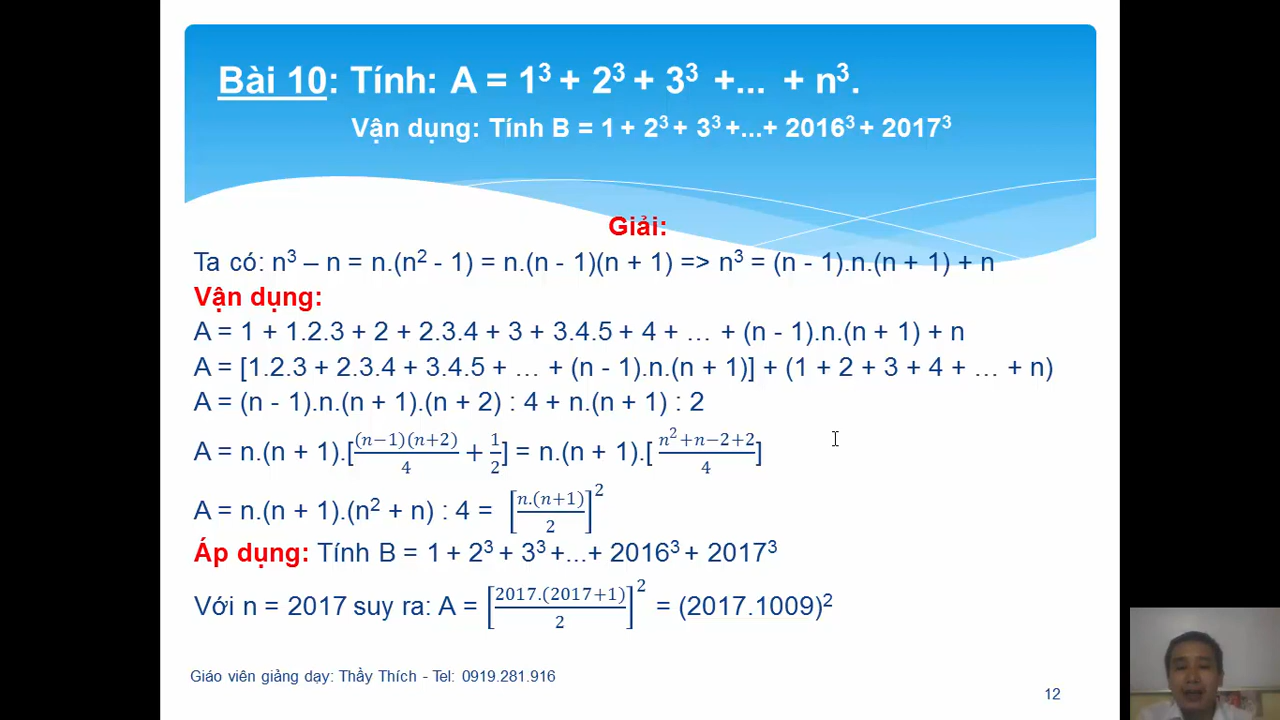 Bài 10: Tính: A = 1³ + 2³ + 3³ +... + n³.
Vận dụng: Tính B = 1 + 2³ + 3³ +...+ 2016³ + 2017³
Giải:
Ta có: n³ – n = n.(n² - 1) = n.(n - 1)(n + 1) => n³ = (n - 1).n.(n + 1) + n
Vận dụng:
A = 1 + 1.2.3 + 2 + 2.3.4 + 3 + 3.4.5 + 4 + … + (n - 1).n.(n + 1) + n
A = [1.2.3 + 2.3.4 + 3.4.5 + … + (n - 1).n.(n + 1)] + (1 + 2 + 3 + 4 + … + n)
A = (n - 1).n.(n + 1).(n + 2) : 4 + n.(n + 1) : 2
A = n.(n + 1).[(n−1)(n+2)/4 + 1/2] = n.(n + 1).[ n²+n−2+2/4 ]
A = n.(n + 1).(n² + n) : 4 = [n.(n+1)/2]²
Áp dụng: Tính B = 1 + 2³ + 3³ +...+ 2016³ + 2017³
Với n = 2017 suy ra: A = [2017.(2017+1)/2]² = (2017.1009)²
Giáo viên giảng dạy: Thầy Thích - Tel: 0919.281.916
12